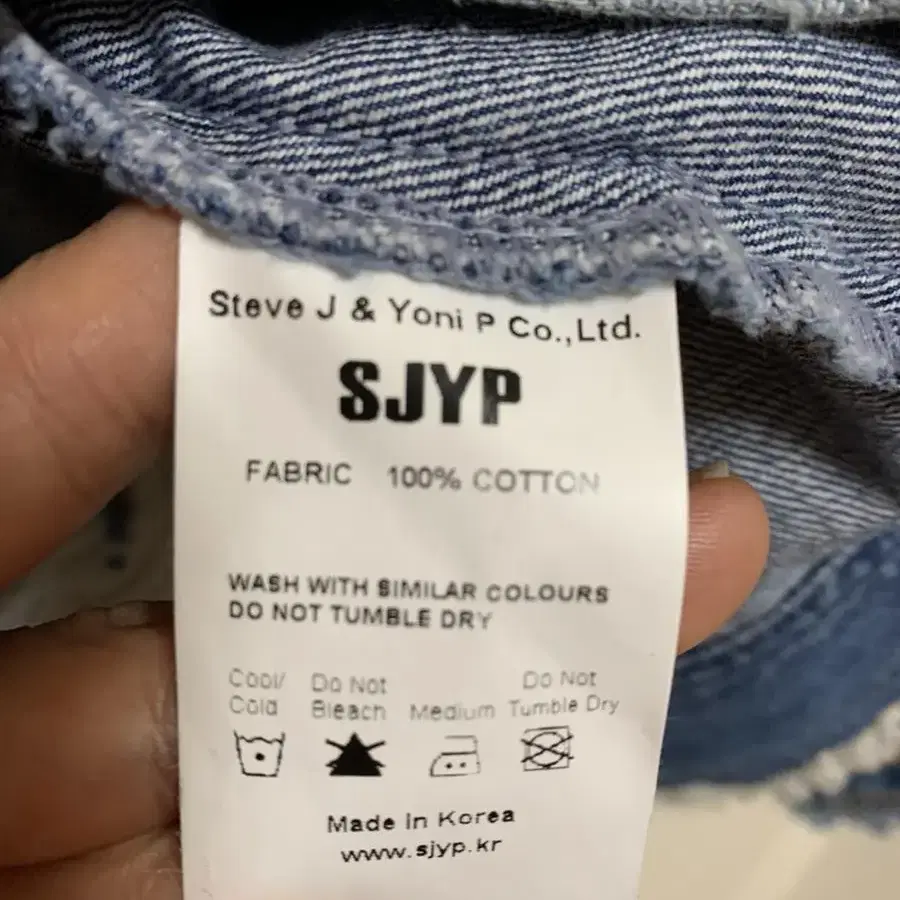 Steve J & Yoni P Co.,Ltd.
SJYP
FABRIC 100% COTTON
WASH WITH SIMILAR COLOURS
DO NOT TUMBLE DRY
Cool/ Cold
Do Not Bleach
Medium
Do Not Tumble Dry
Made In Korea
www.sjyp.kr